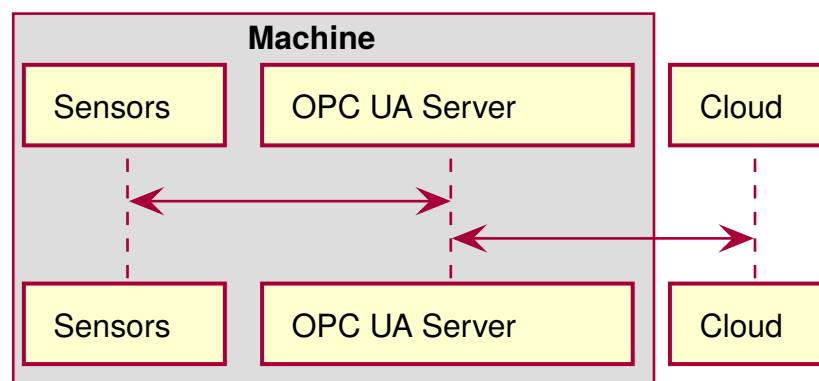 Machine
Sensors
OPC UA Server
Cloud
Sensors
OPC UA Server
Cloud